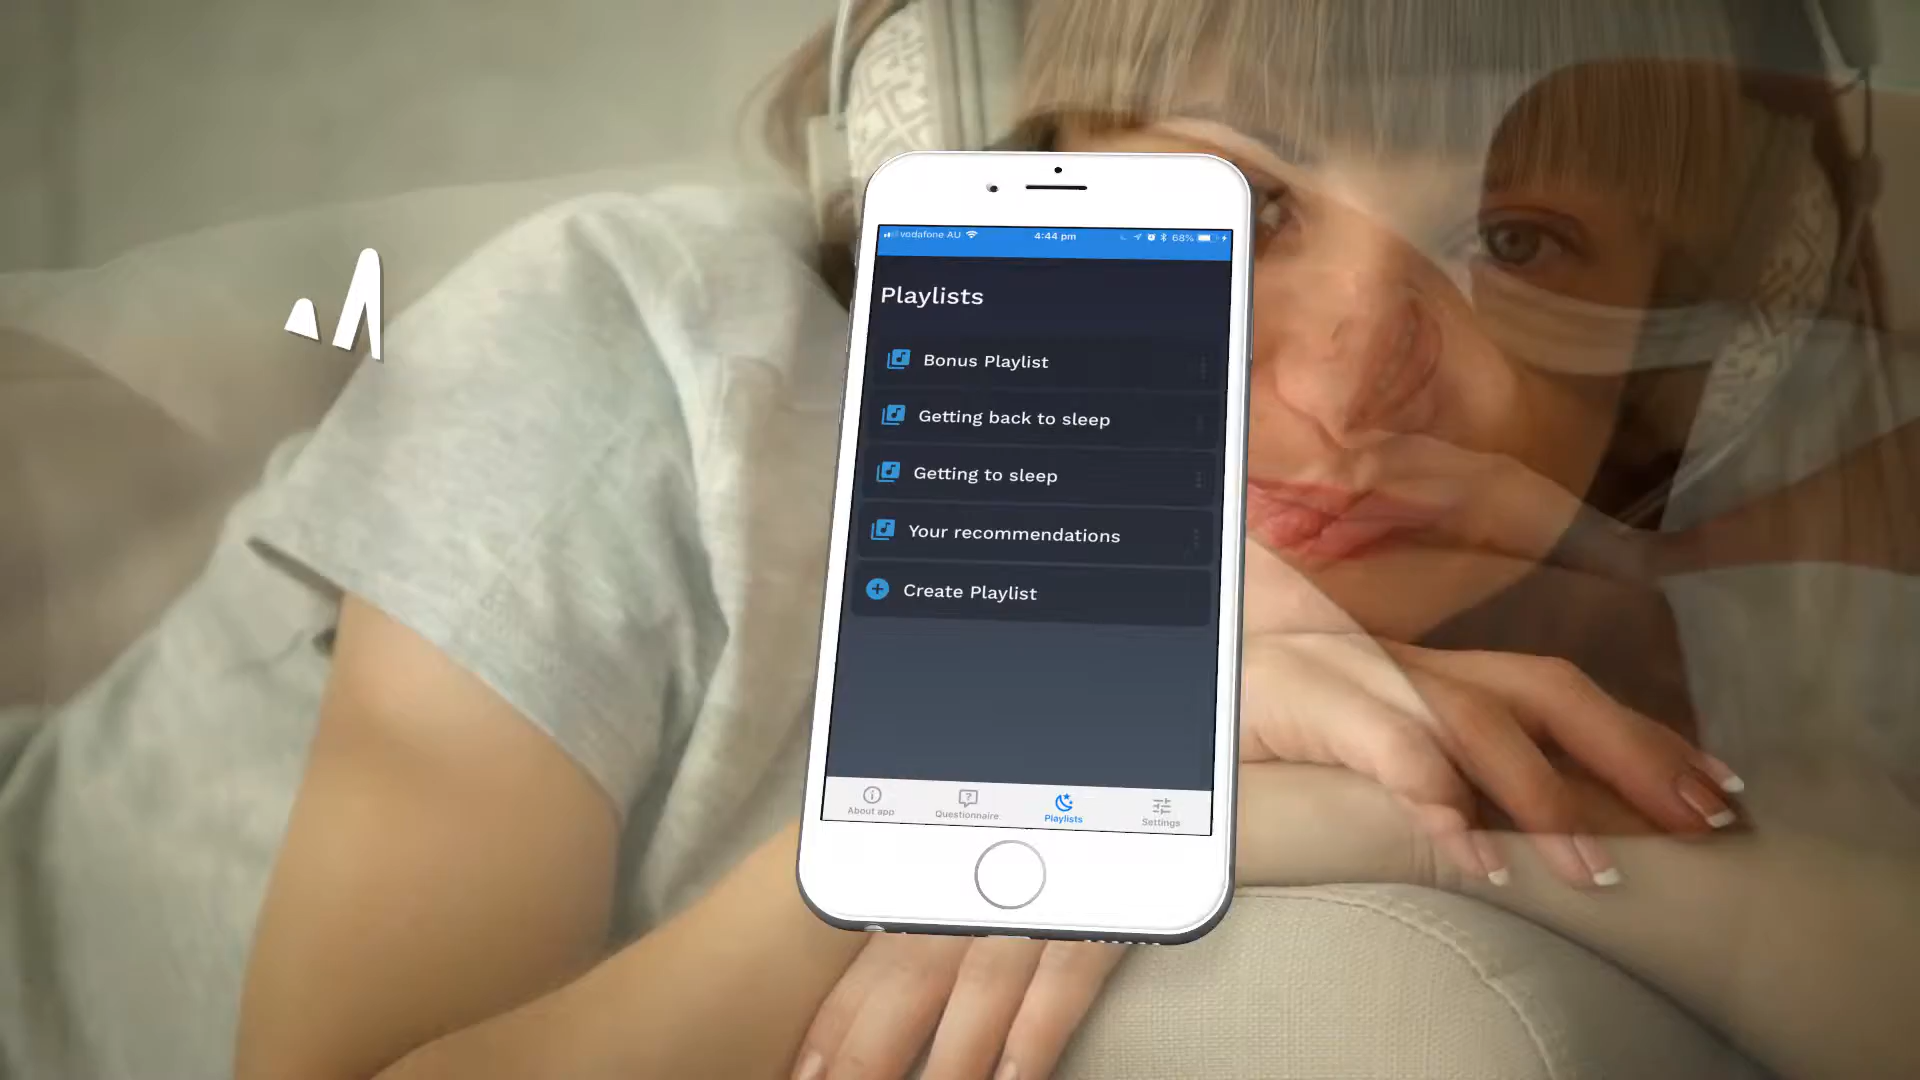 vodafone AU
4:44 pm
68%
Playlists
Bonus Playlist
Getting back to sleep
Getting to sleep
Your recommendations
Create Playlist
About app
Questionnaire
Playlists
Settings